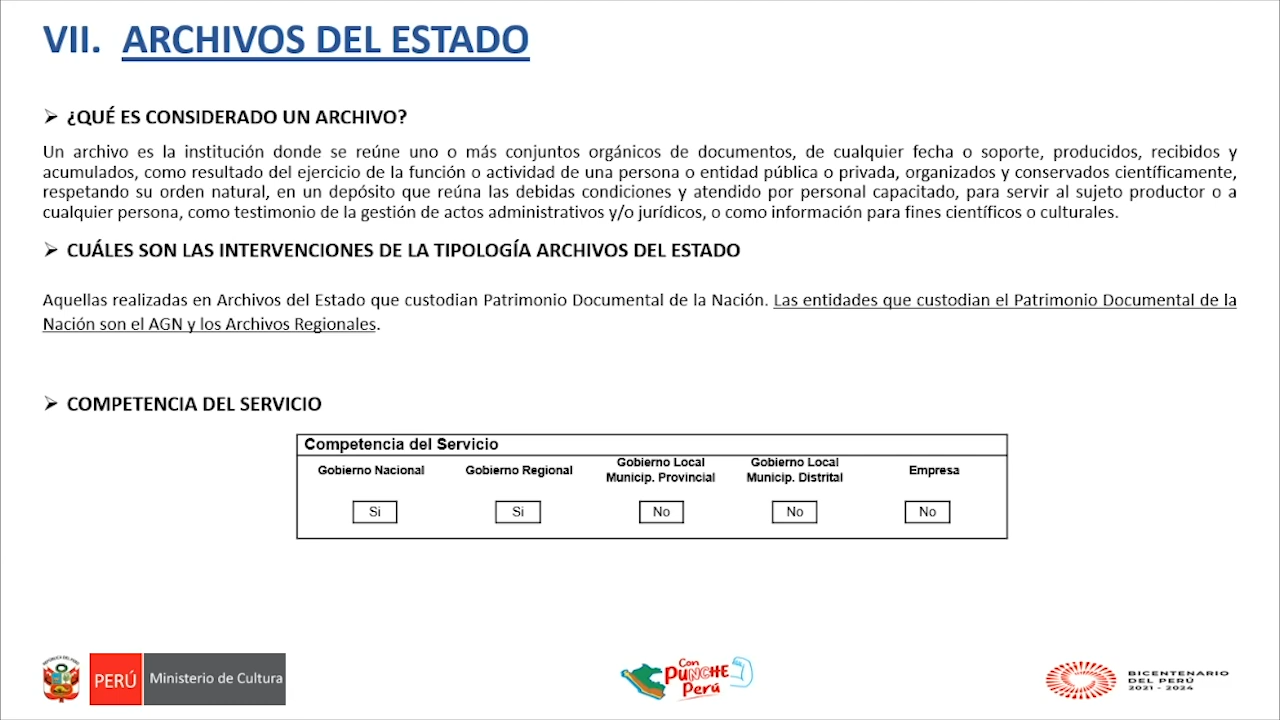 VII. ARCHIVOS DEL ESTADO
➢ ¿QUÉ ES CONSIDERADO UN ARCHIVO?
Un archivo es la institución donde se reúne uno o más conjuntos orgánicos de documentos, de cualquier fecha o soporte, producidos, recibidos y
acumulados, como resultado del ejercicio de la función o actividad de una persona o entidad pública o privada, organizados y conservados científicamente,
respetando su orden natural, en un depósito que reúna las debidas condiciones y atendido por personal capacitado, para servir al sujeto productor o a
cualquier persona, como testimonio de la gestión de actos administrativos y/o jurídicos, o como información para fines científicos o culturales.
➢ CUÁLES SON LAS INTERVENCIONES DE LA TIPOLOGÍA ARCHIVOS DEL ESTADO
Aquellas realizadas en Archivos del Estado que custodian Patrimonio Documental de la Nación. Las entidades que custodian el Patrimonio Documental de la
Nación son el AGN y los Archivos Regionales.
➢ COMPETENCIA DEL SERVICIO
Competencia del Servicio
Gobierno Nacional Gobierno Regional Gobierno Local Municip. Provincial Gobierno Local Municip. Distrital Empresa
Si Si No No No
REPÚBLICA DEL PERÚ
PERÚ Ministerio de Cultura
Con
PUNCHE
Perú
BICENTENARIO
DEL PERÚ
2021 - 2024